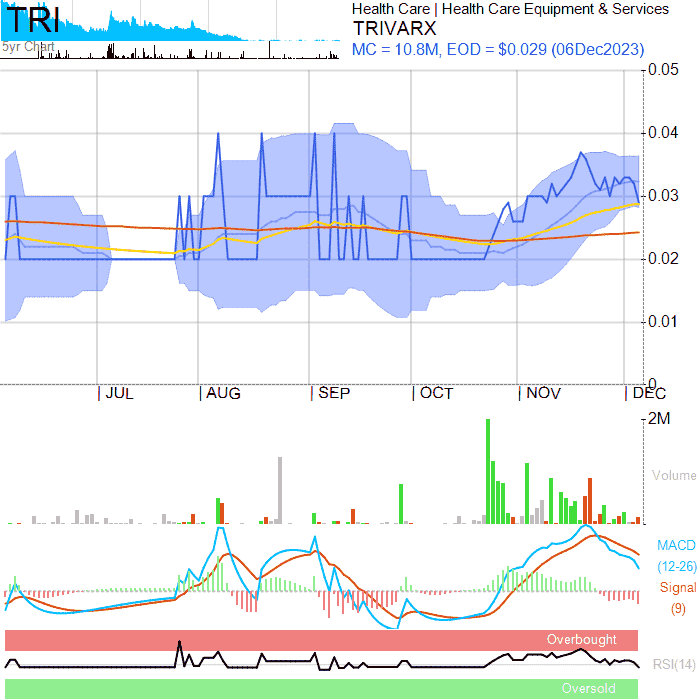 TRI
5yr Chart
Health Care | Health Care Equipment & Services
TRIVARX
MC = 10.8M, EOD = $0.029 (06Dec2023)
0.05
0.04
0.03
0.02
0.01
0
JUL
AUG
SEP
OCT
NOV
DEC
2M
Volume
MACD
(12-26)
Signal
(9)
Overbought
RSI(14)
Oversold